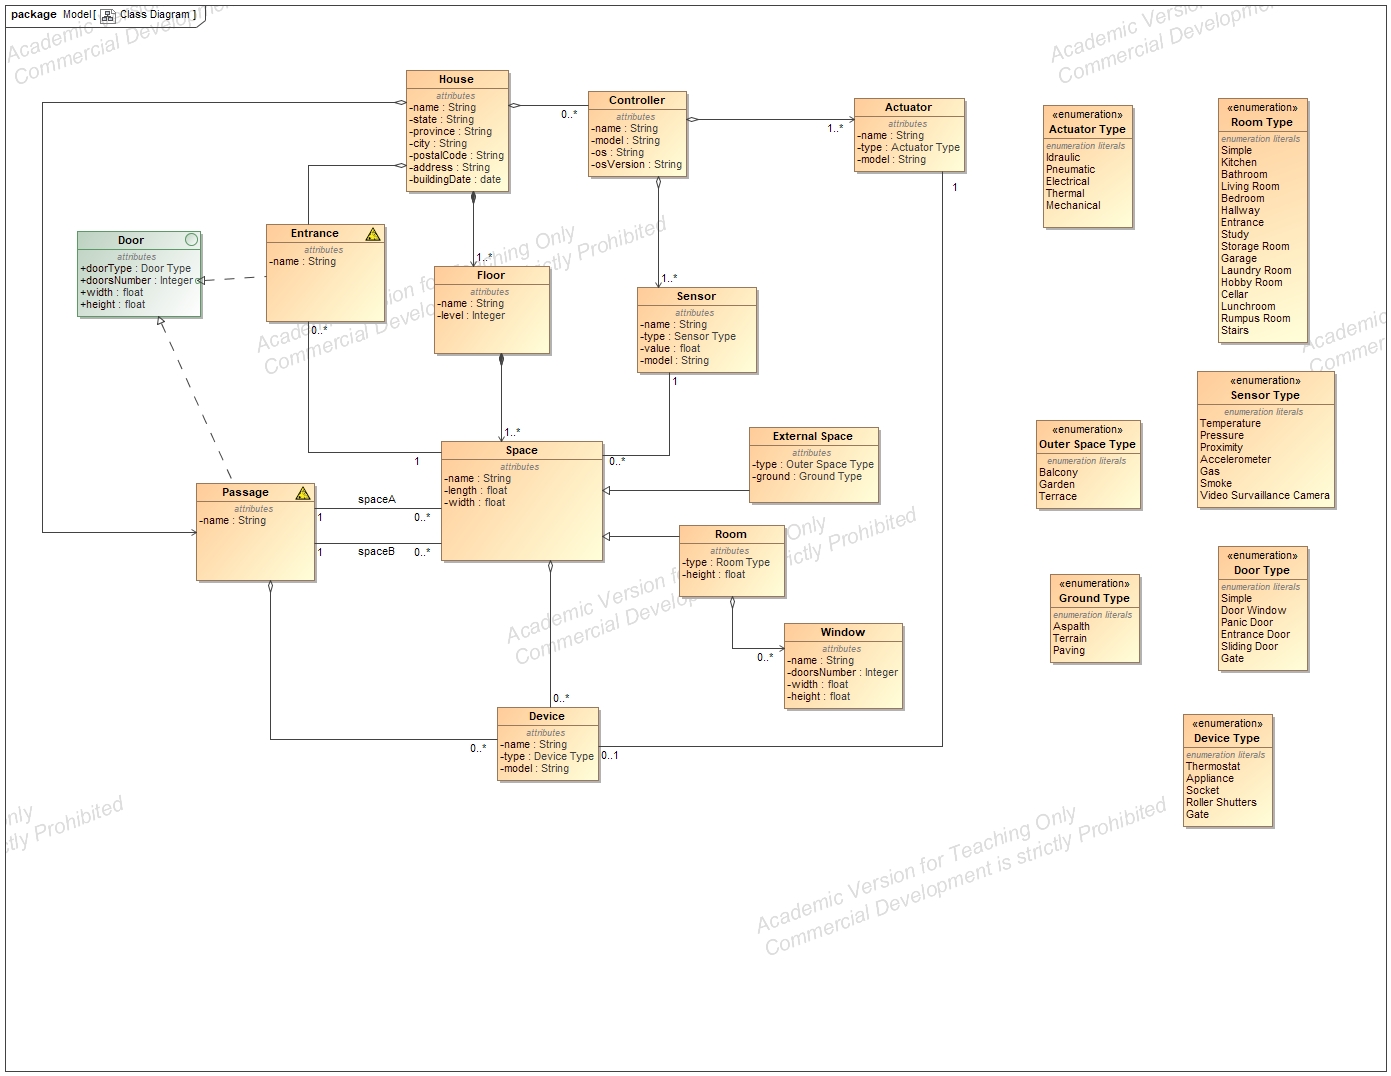 package Model[ Class Diagram ]
Academic Version
Commercial Development
Academic Version
Commercial Developm
House
attributes
-name : String
-state : String
-province : String
-city : String
-postalCode : String
-address : String
-buildingDate : date
0..*
Controller
attributes
-name : String
-model : String
-os : String
-osVersion : String
1..*
Actuator
attributes
-name : String
-type : Actuator Type
-model : String
1
«enumeration»
Actuator Type
enumeration literals
Idraulic
Pneumatic
Electrical
Thermal
Mechanical
«enumeration»
Room Type
enumeration literals
Simple
Kitchen
Bathroom
Living Room
Bedroom
Hallway
Entrance
Study
Storage Room
Garage
Laundry Room
Hobby Room
Cellar
Lunchroom
Rumpus Room
Stairs
Door
attributes
+doorType : Door Type
+doorsNumber : Integer
+width : float
+height : float
Entrance
attributes
-name : String
0..*
1..*
Floor
attributes
-name : String
-level : Integer
1..*
Sensor
attributes
-name : String
-type : Sensor Type
-value : float
-model : String
1
1..*
1
0..*
Space
attributes
-name : String
-length : float
-width : float
External Space
attributes
-type : Outer Space Type
-ground : Ground Type
«enumeration»
Outer Space Type
enumeration literals
Balcony
Garden
Terrace
«enumeration»
Sensor Type
enumeration literals
Temperature
Pressure
Proximity
Accelerometer
Gas
Smoke
Video Survaillance Camera
Passage
attributes
-name : String
spaceA
1
0..*
spaceB
1
0..*
Room
attributes
-type : Room Type
-height : float
0..*
Window
attributes
-name : String
-doorsNumber : Integer
-width : float
-height : float
«enumeration»
Ground Type
enumeration literals
Aspalth
Terrain
Paving
«enumeration»
Door Type
enumeration literals
Simple
Door Window
Panic Door
Entrance Door
Sliding Door
Gate
0..*
0..*
0..1
Device
attributes
-name : String
-type : Device Type
-model : String
«enumeration»
Device Type
enumeration literals
Thermostat
Appliance
Socket
Roller Shutters
Gate
Academic Version for Teaching Only
Commercial Development is strictly Prohibited